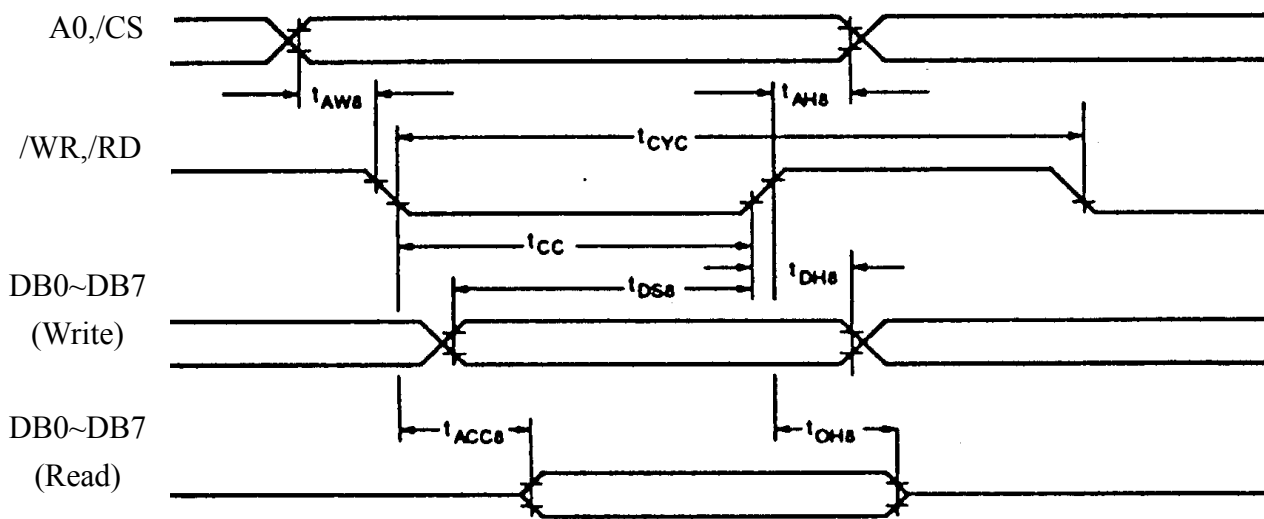 A0,/CS
tAW8
tAH8
tCYC
/WR,/RD
tCC
tDH8
DB0~DB7
tDS8
(Write)
DB0~DB7
tACC8
tOH8
(Read)